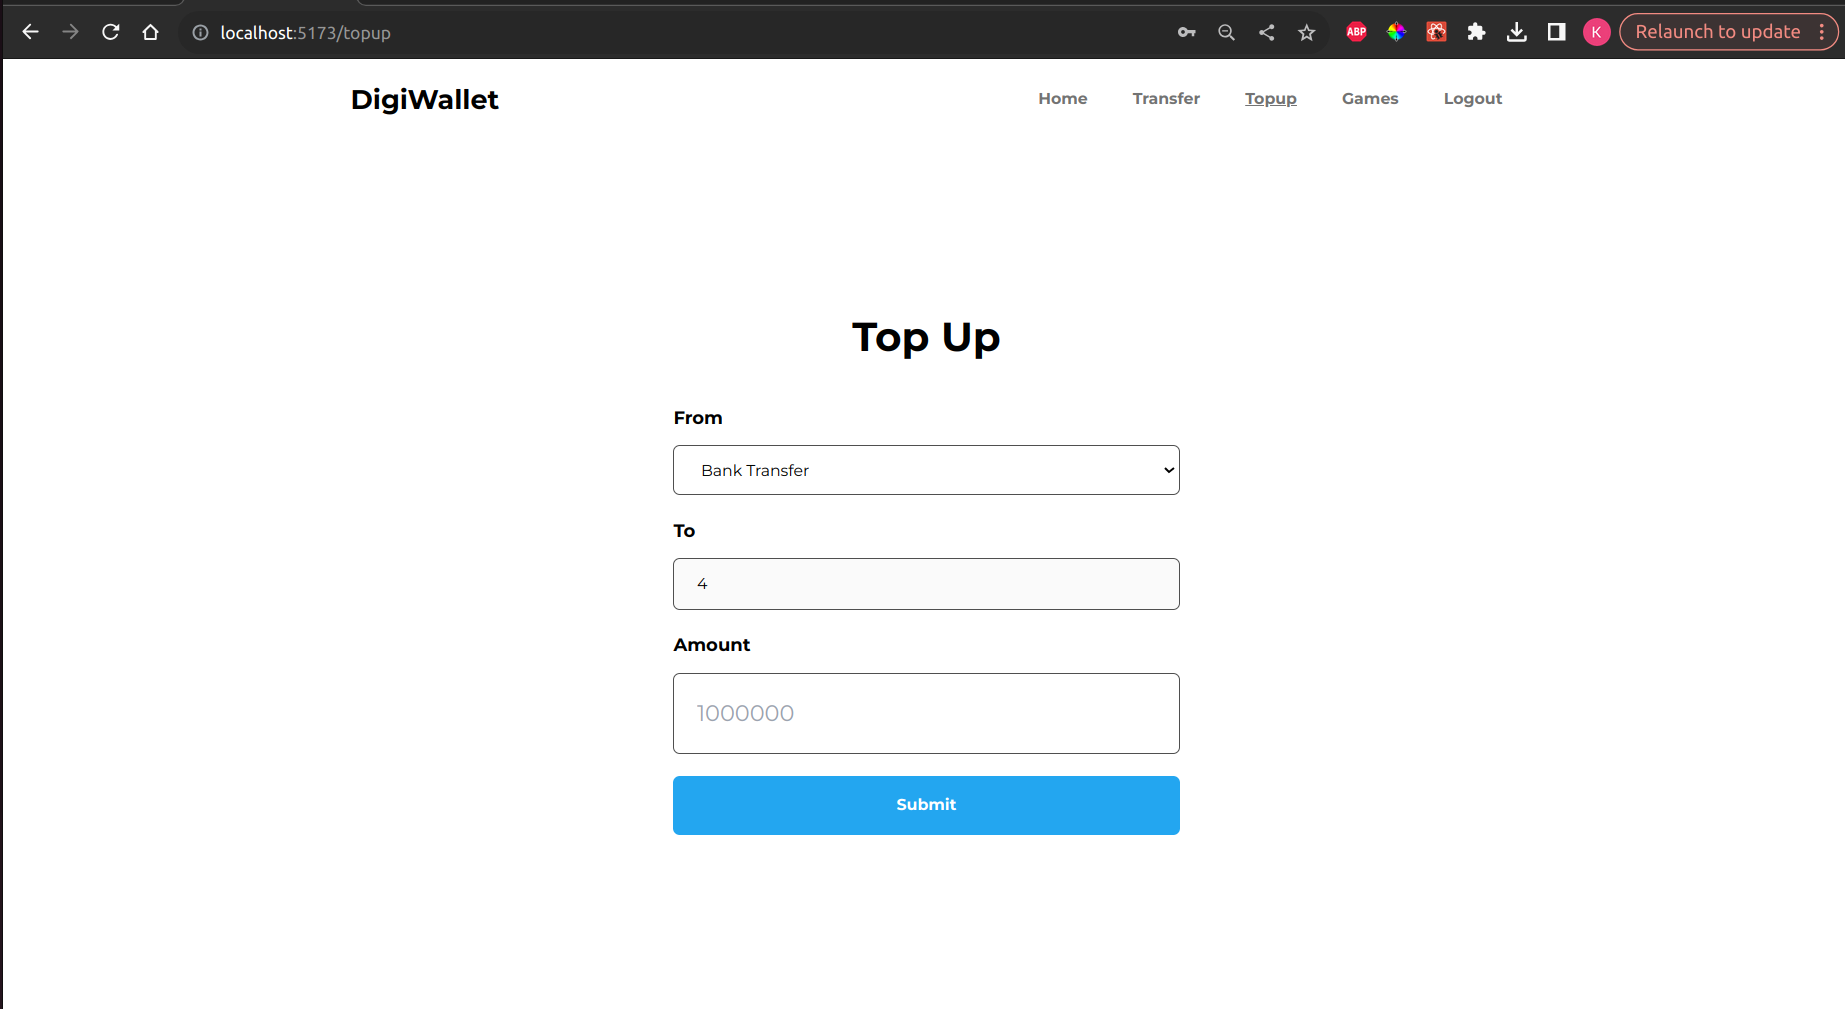 localhost:5173/topup
ABP
K
Relaunch to update
DigiWallet
Home
Transfer
Topup
Games
Logout
Top Up
From
Bank Transfer
To
4
Amount
1000000
Submit